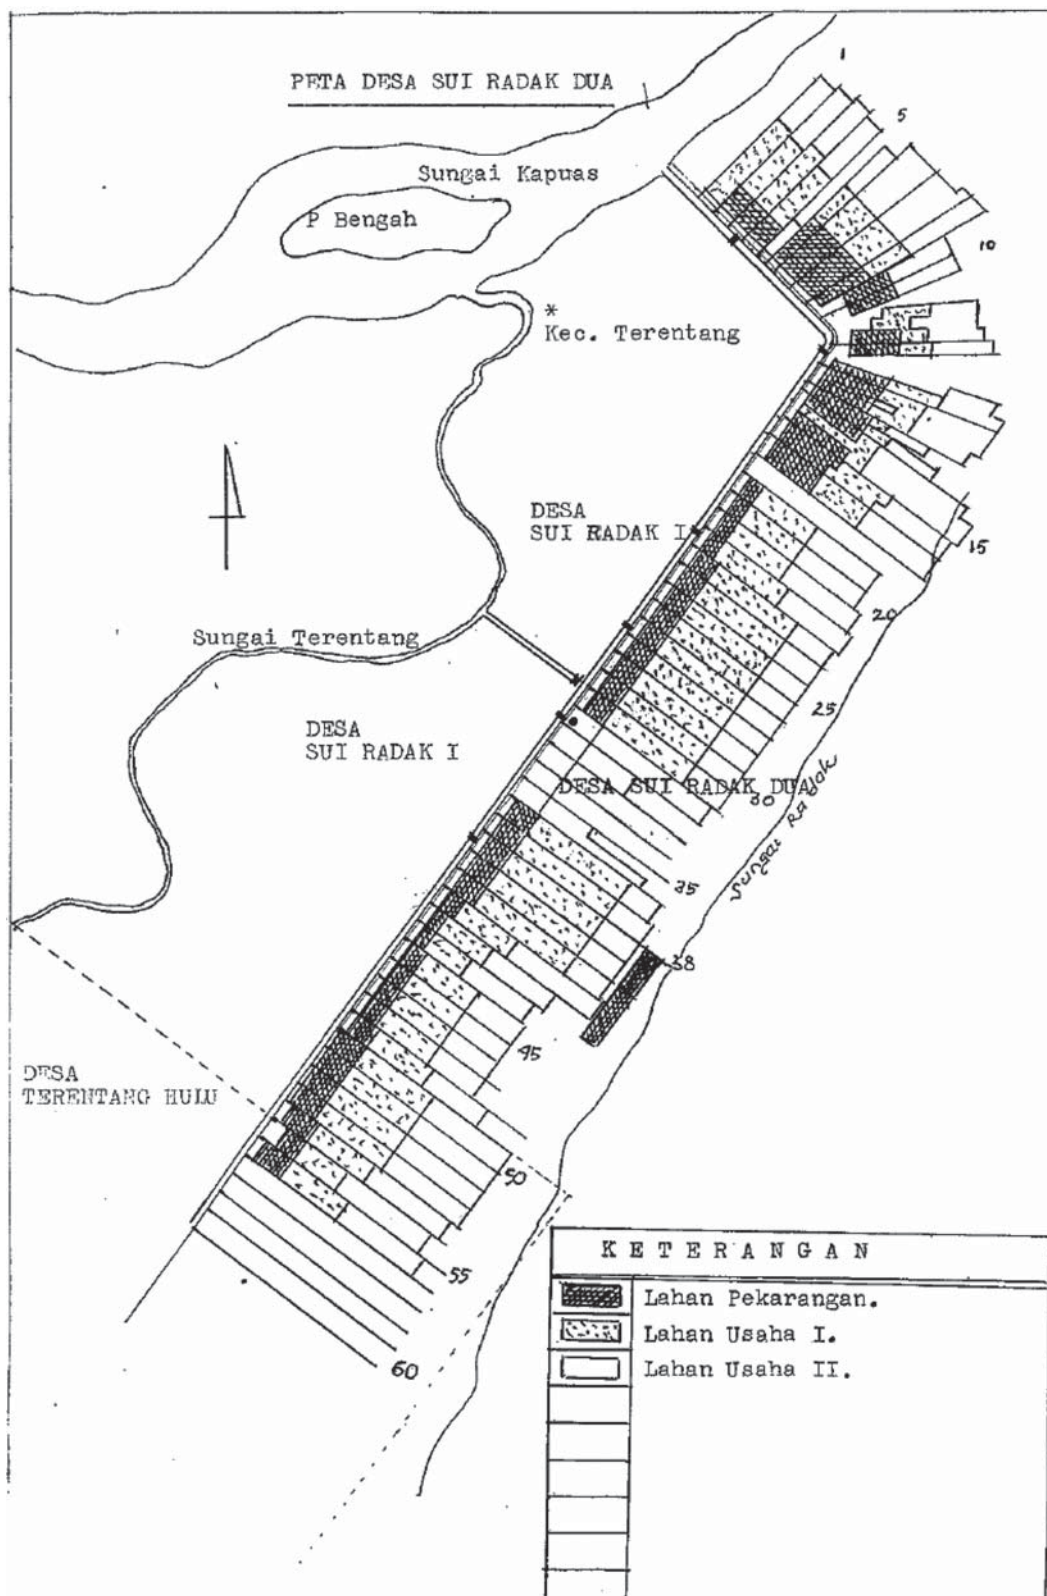 PETA DESA SUI RADAK DUA
1
5
Sungai Kapuas
P Bengah
10
*
Kec. Terentang
DESA
SUI RADAK I
15
20
Sungai Terentang
25
DESA
SUI RADAK I
DESA SUI RADAK DUA
30
Sungai Radak
35
38
45
DESA
TERENTANG HULU
50
55
60
KETERANGAN
Lahan Pekarangan.
Lahan Usaha I.
Lahan Usaha II.